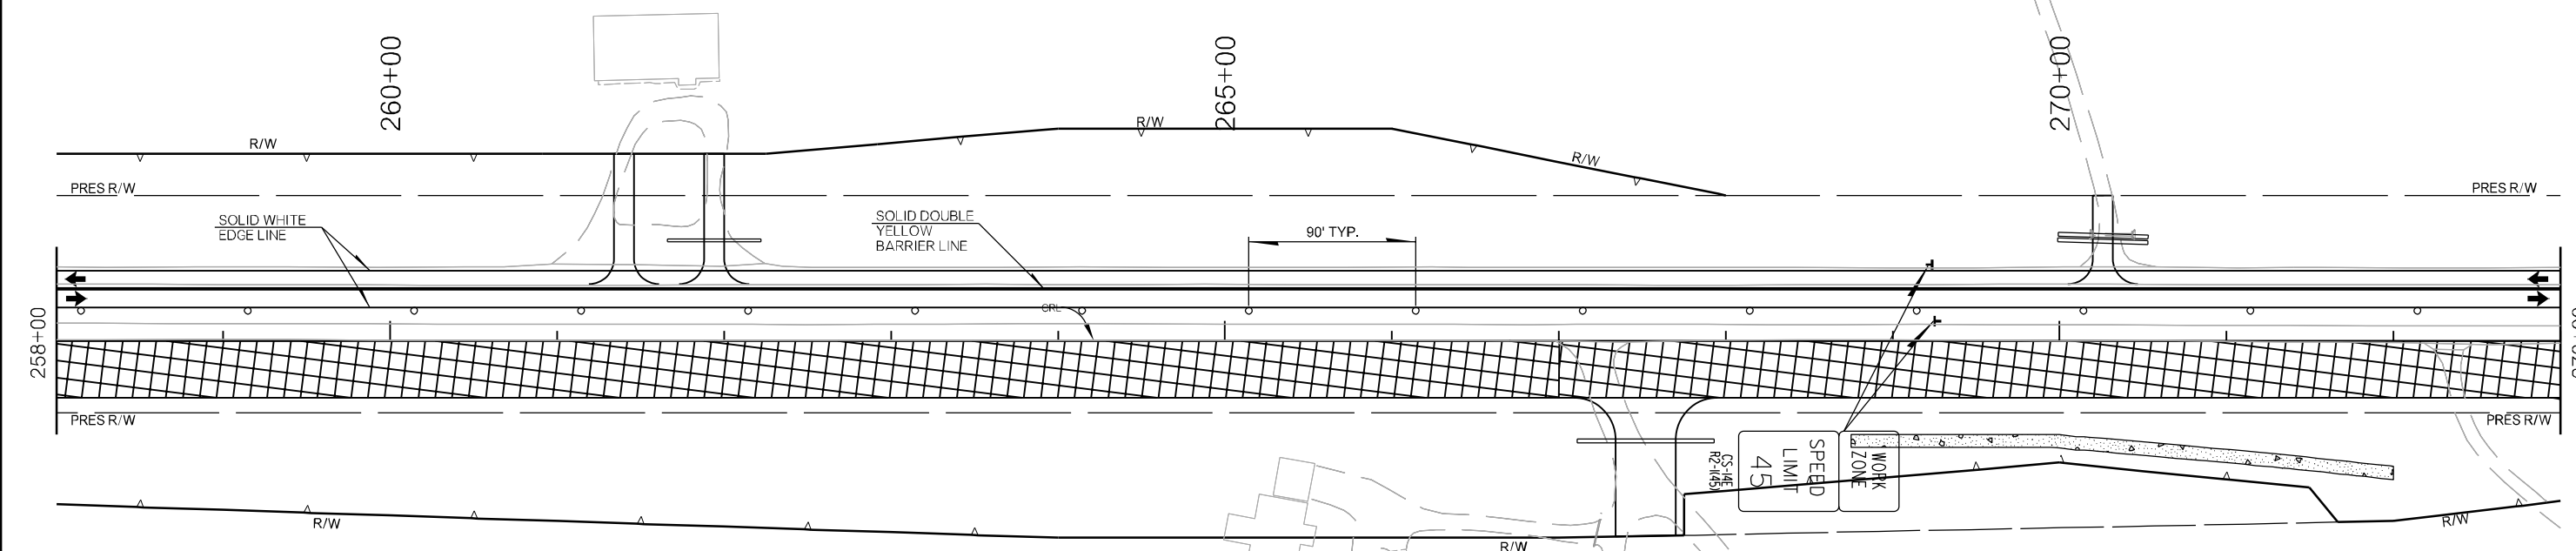 260+00
265+00
270+00
R/W
R/W
R/W
PRES R/W
PRES R/W
SOLID WHITE
EDGE LINE
SOLID DOUBLE
YELLOW
BARRIER LINE
90' TYP.
CRL
258+00
PRES R/W
PRES R/W
WORK
ZONE
SPEED
LIMIT
45
CS-14E
R2-1(45)
R/W
R/W
R/W